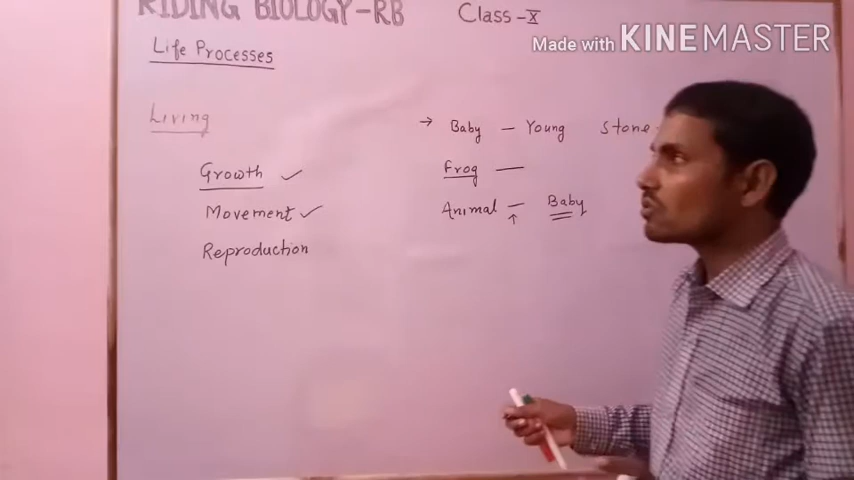 RIDING BIOLOGY-RB
Class-X
Made with KINEMASTER
Life Processes
Living
→ Baby — Young Stone
Growth ✓
Frog —
Movement ✓
Animal — Baby
↑
Reproduction